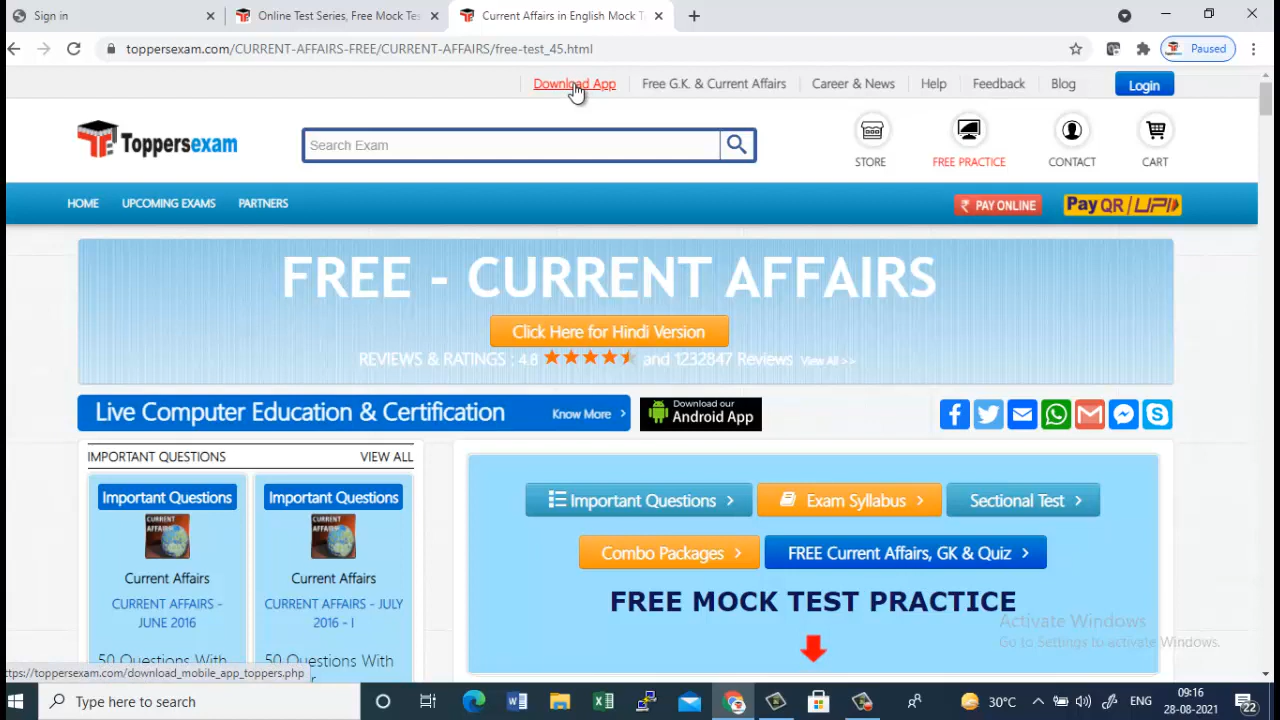 Sign in
Online Test Series, Free Mock Tes
Current Affairs in English Mock T
toppersexam.com/CURRENT-AFFAIRS-FREE/CURRENT-AFFAIRS/free-test_45.html
Paused
Download App
Free G.K. & Current Affairs
Career & News
Help
Feedback
Blog
Login
Toppersexam
Search Exam
STORE
FREE PRACTICE
CONTACT
CART
HOME
UPCOMING EXAMS
PARTNERS
₹ PAY ONLINE
Pay QR / UPI
FREE - CURRENT AFFAIRS
Click Here for Hindi Version
REVIEWS & RATINGS : 4.8 and 1232847 Reviews View All >>
Live Computer Education & Certification
Know More >
Download our
Android App
IMPORTANT QUESTIONS
VIEW ALL
Important Questions
Important Questions
CURRENT AFFAIRS
CURRENT AFFAIRS
Current Affairs
Current Affairs
CURRENT AFFAIRS -
JUNE 2016
CURRENT AFFAIRS - JULY
2016 - I
50 Questions With
50 Questions With
Important Questions >
Exam Syllabus >
Sectional Test >
Combo Packages >
FREE Current Affairs, GK & Quiz >
FREE MOCK TEST PRACTICE
Activate Windows
Go to Settings to activate Windows.
ttps://toppersexam.com/download_mobile_app_toppers.php
Type here to search
30°C
ENG
09:16
28-08-2021
22